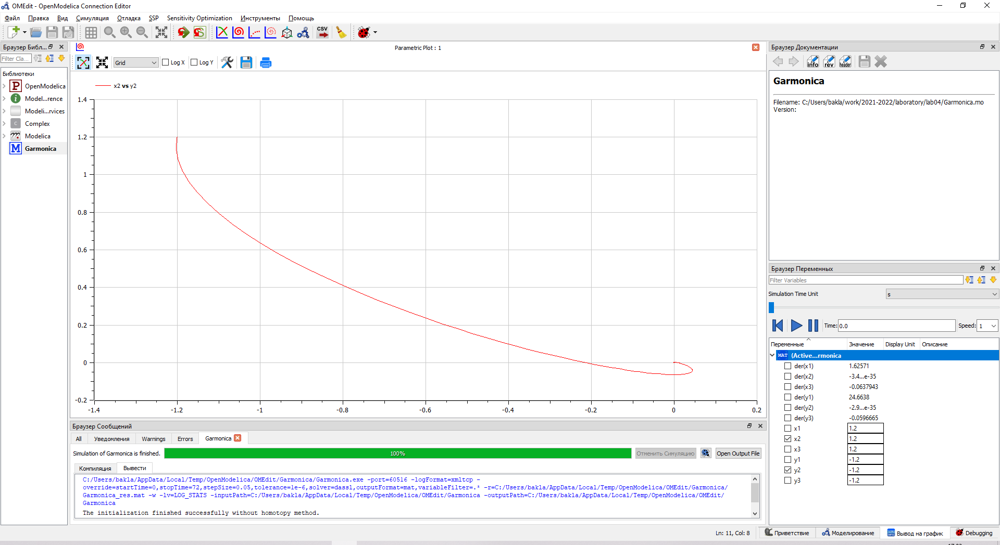 OMEdit - OpenModelica Connection Editor
Файл Правка Вид Симуляция Отладка SSP Sensitivity Optimization Инструменты Помощь
CSV
Браузер Библ...
Filter Cla...
Библиотеки
P OpenModelica
i Model...rence
Modeli...rvices
C Complex
Modelica
M Garmonica
Parametric Plot : 1
Grid Log X Log Y
x2 vs y2
1.4
1.2
1
0.8
0.6
0.4
0.2
0
-0.2
-1.4 -1.2 -1 -0.8 -0.6 -0.4 -0.2 0 0.2
Браузер Сообщений
All Уведомления Warnings Errors Garmonica
Simulation of Garmonica is finished. 100% Отменить Симуляцию Open Output File
Компиляция Вывести
C:/Users/bakla/AppData/Local/Temp/OpenModelica/OMEdit/Garmonica/Garmonica.exe -port=60516 -logFormat=xmltcp -
override=startTime=0,stopTime=72,stepSize=0.05,tolerance=1e-6,solver=dassl,outputFormat=mat,variableFilter=.* -r=C:/Users/bakla/AppData/Local/Temp/OpenModelica/OMEdit/Garmonica/
Garmonica_res.mat -w -lv=LOG_STATS -inputPath=C:/Users/bakla/AppData/Local/Temp/OpenModelica/OMEdit/Garmonica -outputPath=C:/Users/bakla/AppData/Local/Temp/OpenModelica/OMEdit/
Garmonica
The initialization finished successfully without homotopy method.
Браузер Документации
info rev header
Garmonica
Filename: C:/Users/bakla/work/2021-2022/laboratory/lab04/Garmonica.mo
Version:
Браузер Переменных
Filter Variables
Simulation Time Unit s
Time: 0.0 Speed: 1
Переменные Значение Display Unit Описание
MAT (Active...rmonica
der(x1) 1.62571
der(x2) -3.4...e-35
der(x3) -0.0637943
der(y1) 24.6638
der(y2) -2.9...e-35
der(y3) -0.0596665
x1 1.2
x2 1.2
x3 1.2
y1 -1.2
y2 -1.2
y3 -1.2
Ln: 11, Col: 8 Приветствие Моделирование Вывод на график Debugging